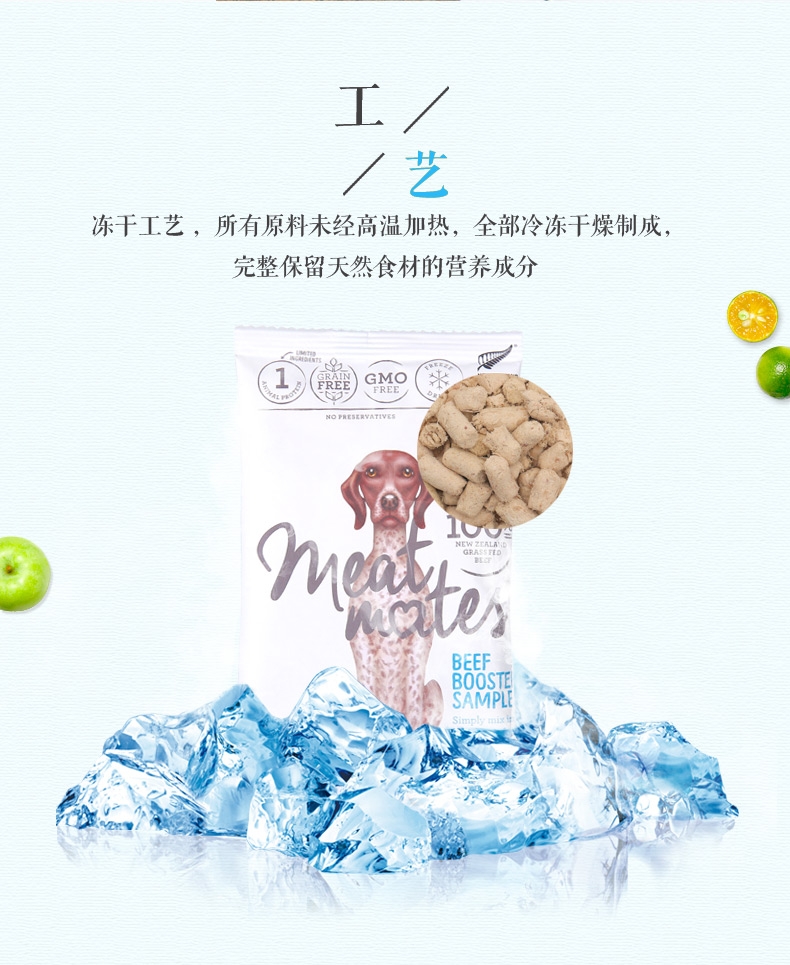 工
艺
冻干工艺，所有原料未经高温加热，全部冷冻干燥制成，
完整保留天然食材的营养成分
LIMITED
INGREDIENTS
1
ANIMAL PROTEIN
GRAIN
FREE
GMO
FREE
FREEZE
NO PRESERVATIVES
NEW ZEALAND
GRASS FED
BEEF
Meat
mates
BEEF
BOOSTE
SAMPLE
Simply mix